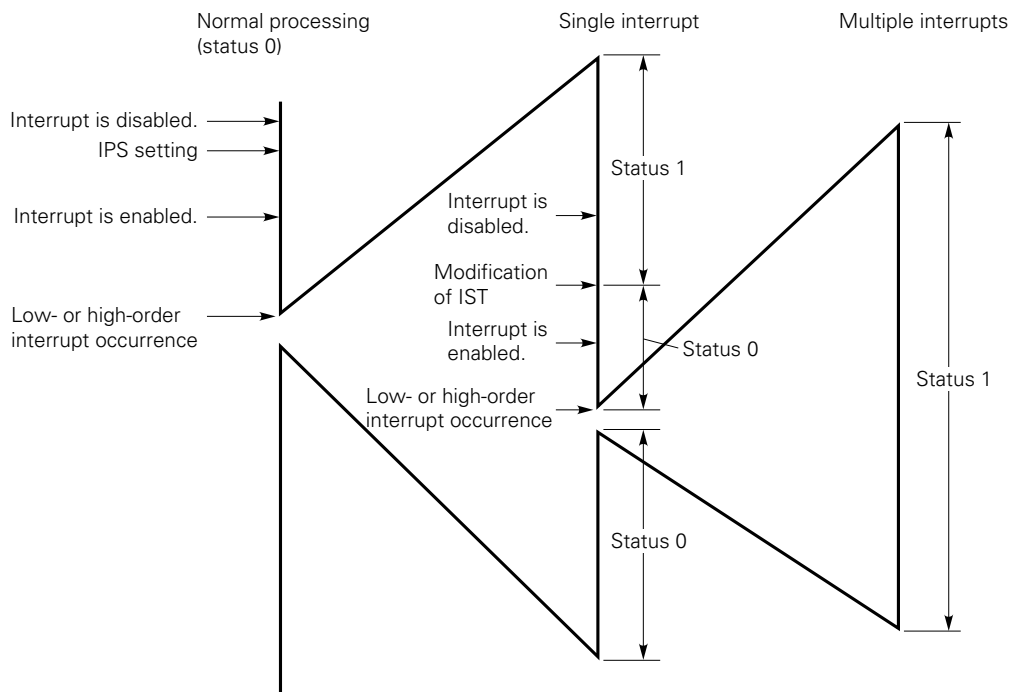 Normal processing
(status 0)
Single interrupt
Multiple interrupts
Interrupt is disabled.
IPS setting
Interrupt is enabled.
Low- or high-order
interrupt occurrence
Status 1
Interrupt is
disabled.
Modification
of IST
Interrupt is
enabled.
Status 0
Low- or high-order
interrupt occurrence
Status 0
Status 1